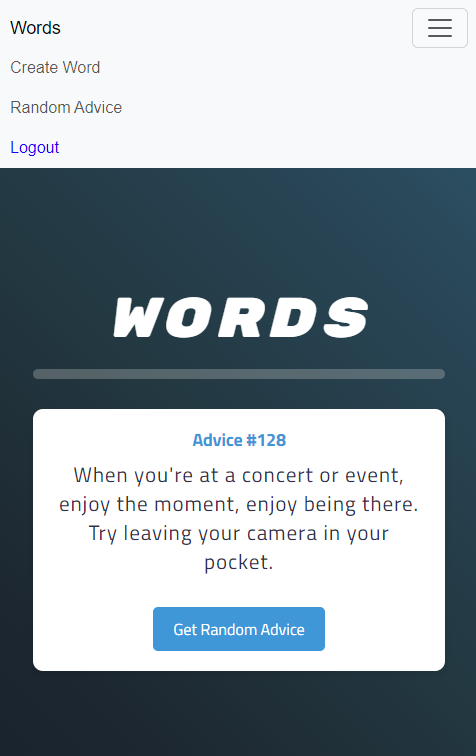 Words
Create Word
Random Advice
Logout
WORDS
Advice #128
When you're at a concert or event,
enjoy the moment, enjoy being there.
Try leaving your camera in your
pocket.
Get Random Advice